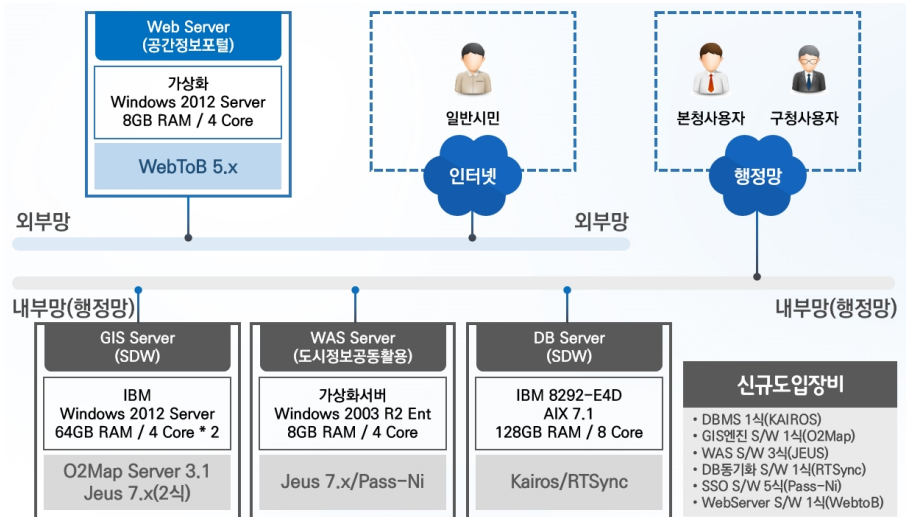 Web Server
(공간정보포털)
가상화
Windows 2012 Server
8GB RAM / 4 Core
WebToB 5.x
일반시민
인터넷
본청사용자
구청사용자
행정망
외부망
외부망
내부망(행정망)
내부망(행정망)
GIS Server
(SDW)
IBM
Windows 2012 Server
64GB RAM / 4 Core * 2
O2Map Server 3.1
Jeus 7.x(2식)
WAS Server
(도시정보공동활용)
가상화서버
Windows 2003 R2 Ent
8GB RAM / 4 Core
Jeus 7.x/Pass-Ni
DB Server
(SDW)
IBM 8292-E4D
AIX 7.1
128GB RAM / 8 Core
Kairos/RTSync
신규도입장비
• DBMS 1식(KAIROS)
• GIS엔진 S/W 1식(O2Map)
• WAS S/W 3식(JEUS)
• DB동기화 S/W 1식(RTSync)
• SSO S/W 5식(Pass-Ni)
• WebServer S/W 1식(WebtoB)